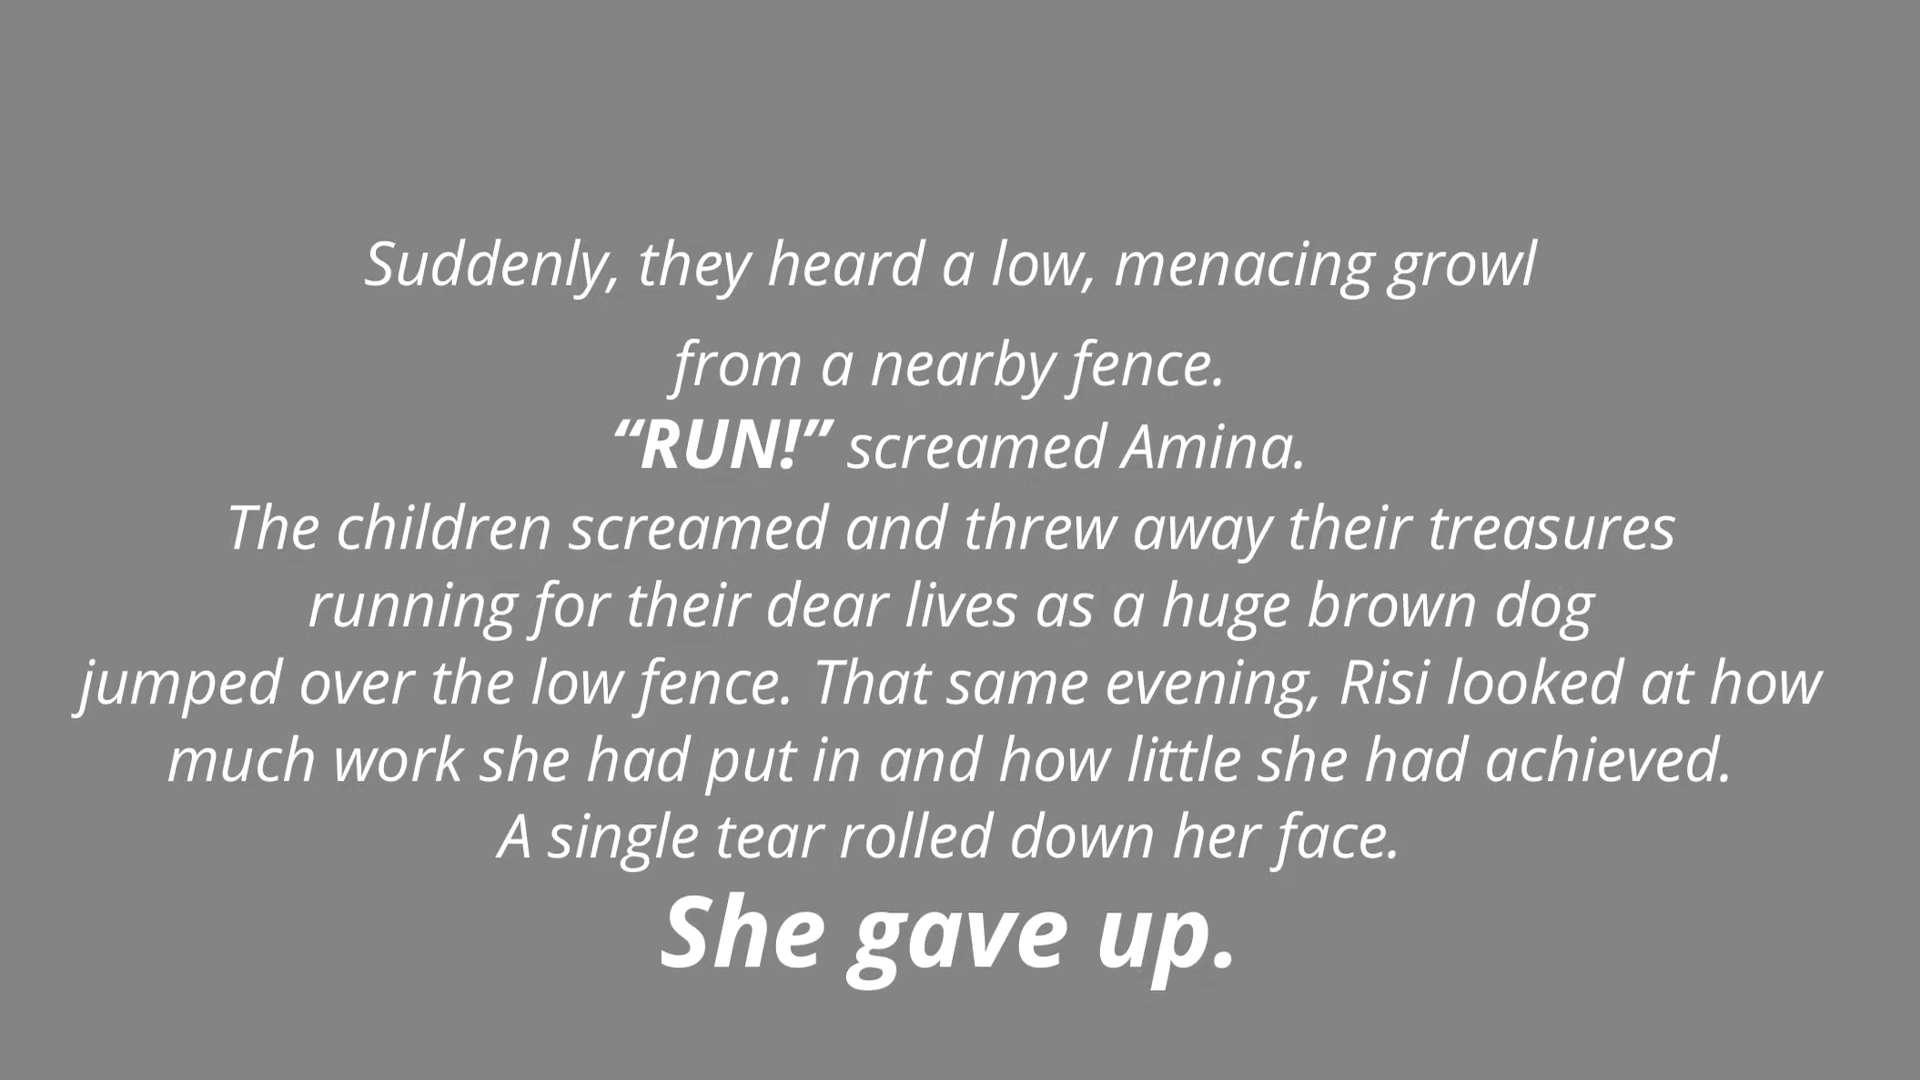 Suddenly, they heard a low, menacing growl
from a nearby fence.
“RUN!” screamed Amina.
The children screamed and threw away their treasures
running for their dear lives as a huge brown dog
jumped over the low fence. That same evening, Risi looked at how
much work she had put in and how little she had achieved.
A single tear rolled down her face.
She gave up.